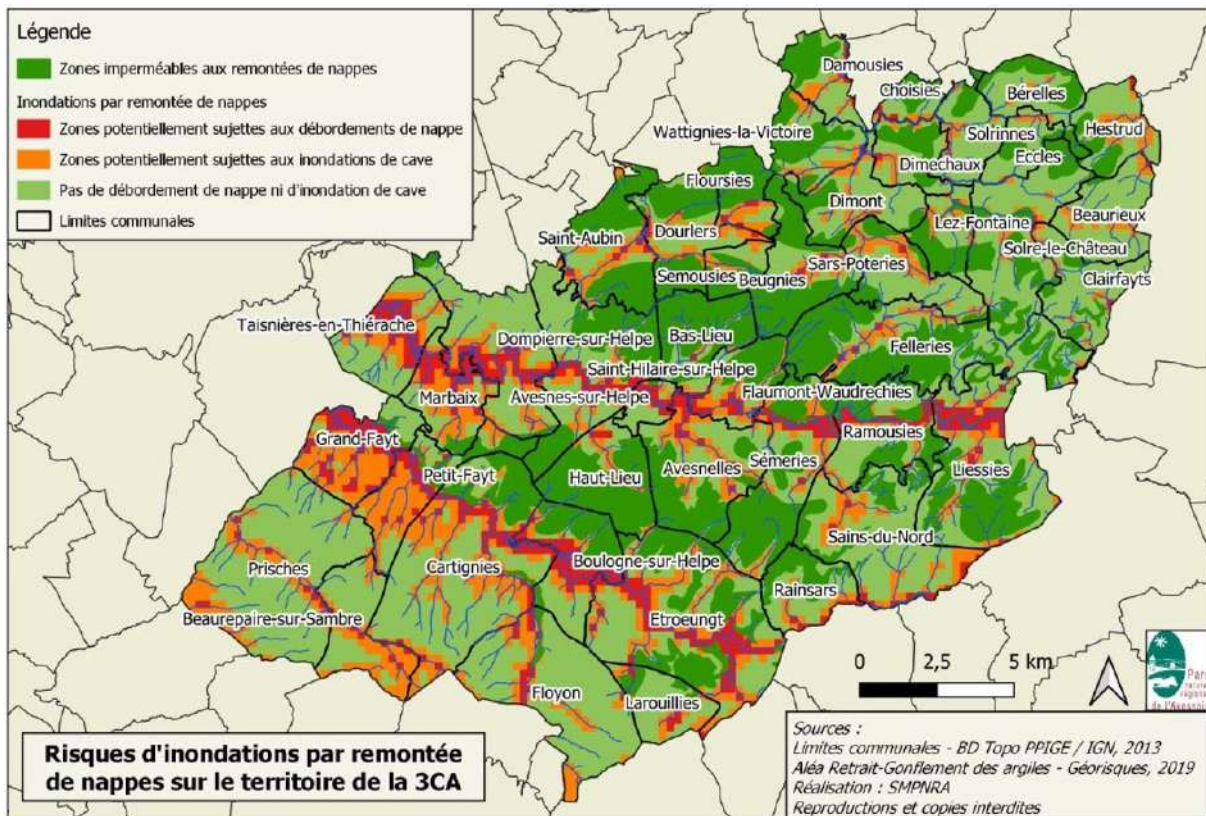 Légende
Zones imperméables aux remontées de nappes
Inondations par remontée de nappes
Zones potentiellement sujettes aux débordements de nappe
Zones potentiellement sujettes aux inondations de cave
Pas de débordement de nappe ni d'inondation de cave
Limites communales
Damousies
Choisies
Bérelles
Wattignies-la-Victoire
Solrinnes
Hestrud
Dimechaux
Eccles
Floursies
Dimont
Lez-Fontaine
Beaurieux
Saint-Aubin
Dourlers
Solre-le-Château
Semousies
Beugnies
Sars-Poteries
Clairfayts
Taisnières-en-Thiérache
Dompierre-sur-Helpe
Bas-Lieu
Felleries
Saint-Hilaire-sur-Helpe
Marbaix
Avesnes-sur-Helpe
Flaumont-Waudrechies
Grand-Fayt
Ramousies
Petit-Fayt
Haut-Lieu
Avesnelles
Sémeries
Liessies
Sains-du-Nord
Prisches
Cartignies
Boulogne-sur-Helpe
Rainsars
Beaurepaire-sur-Sambre
Etroeungt
Floyon
Larouillies
0 2,5 5 km
Parc
naturel
régional
de l'Avesnois
Risques d'inondations par remontée
de nappes sur le territoire de la 3CA
Sources :
Limites communales - BD Topo PPIGE / IGN, 2013
Aléa Retrait-Gonflement des argiles - Géorisques, 2019
Réalisation : SMPNRA
Reproductions et copies interdites